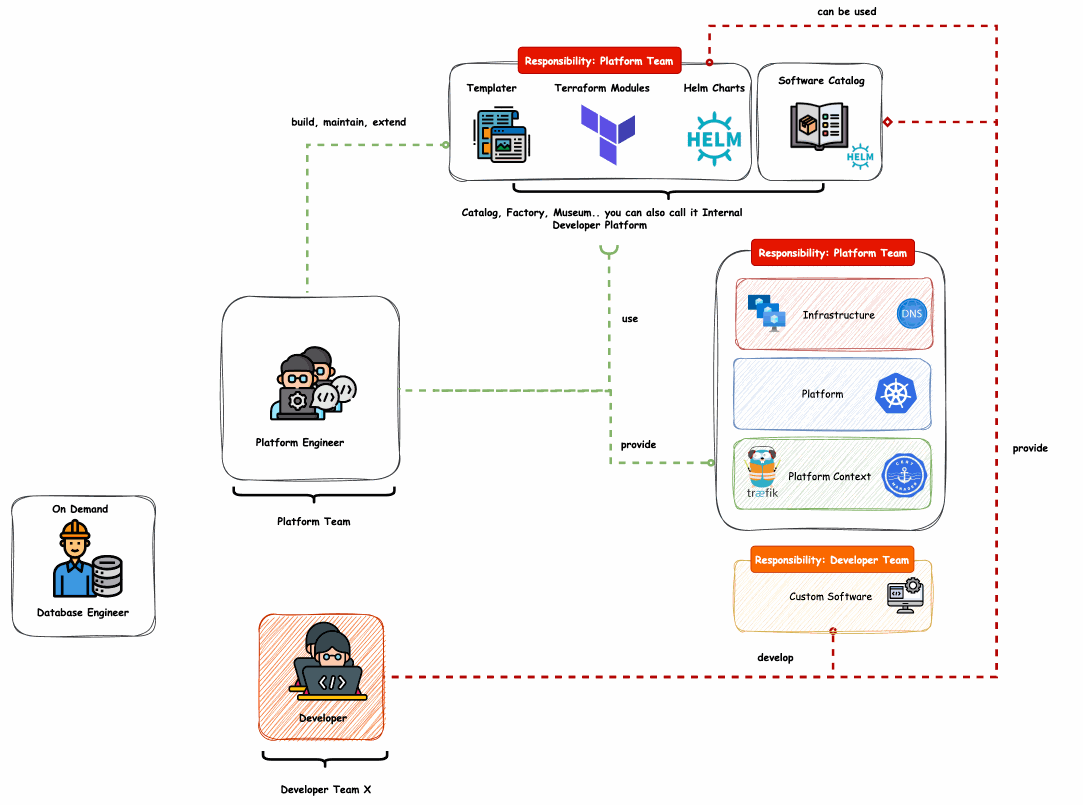 can be used
Responsibility: Platform Team
Templater
Terraform Modules
Helm Charts
Software Catalog
build, maintain, extend
HELM
HELM
Catalog, Factory, Museum.. you can also call it Internal
Developer Platform
Responsibility: Platform Team
Infrastructure
DNS
use
Platform
Platform Engineer
provide
provide
Platform Context
CERT
MANAGER
træfik
Platform Team
On Demand
Database Engineer
Responsibility: Developer Team
Custom Software
develop
Developer
Developer Team X